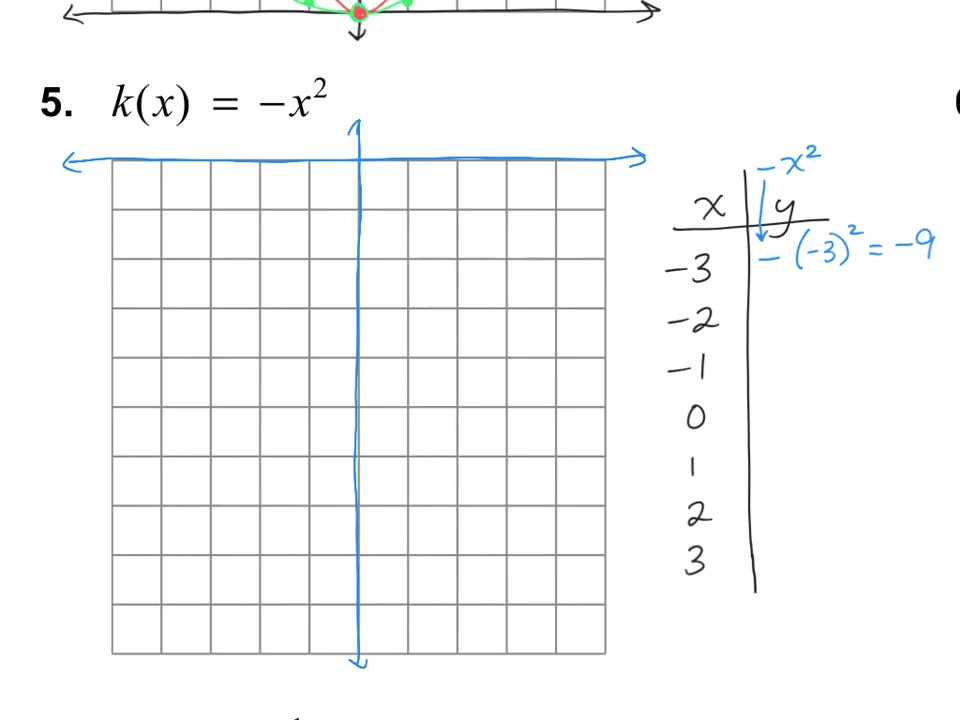 5. k(x) = −x²
−x²
x y
−3 −(−3)² = −9
−2
−1
0
1
2
3